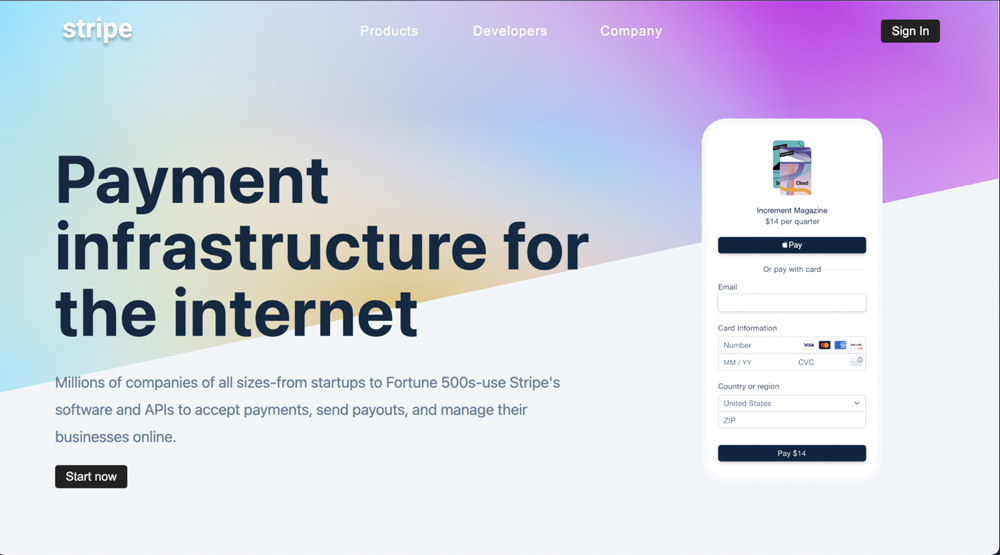 stripe
Products
Developers
Company
Sign In
Payment
infrastructure for
the internet
Millions of companies of all sizes-from startups to Fortune 500s-use Stripe's
software and APIs to accept payments, send payouts, and manage their
businesses online.
Start now
Cloud
Increment Magazine
$14 per quarter
Pay
Or pay with card
Email
Card Information
Number
VISA
MM / YY
CVC
Country or region
United States
ZIP
Pay $14